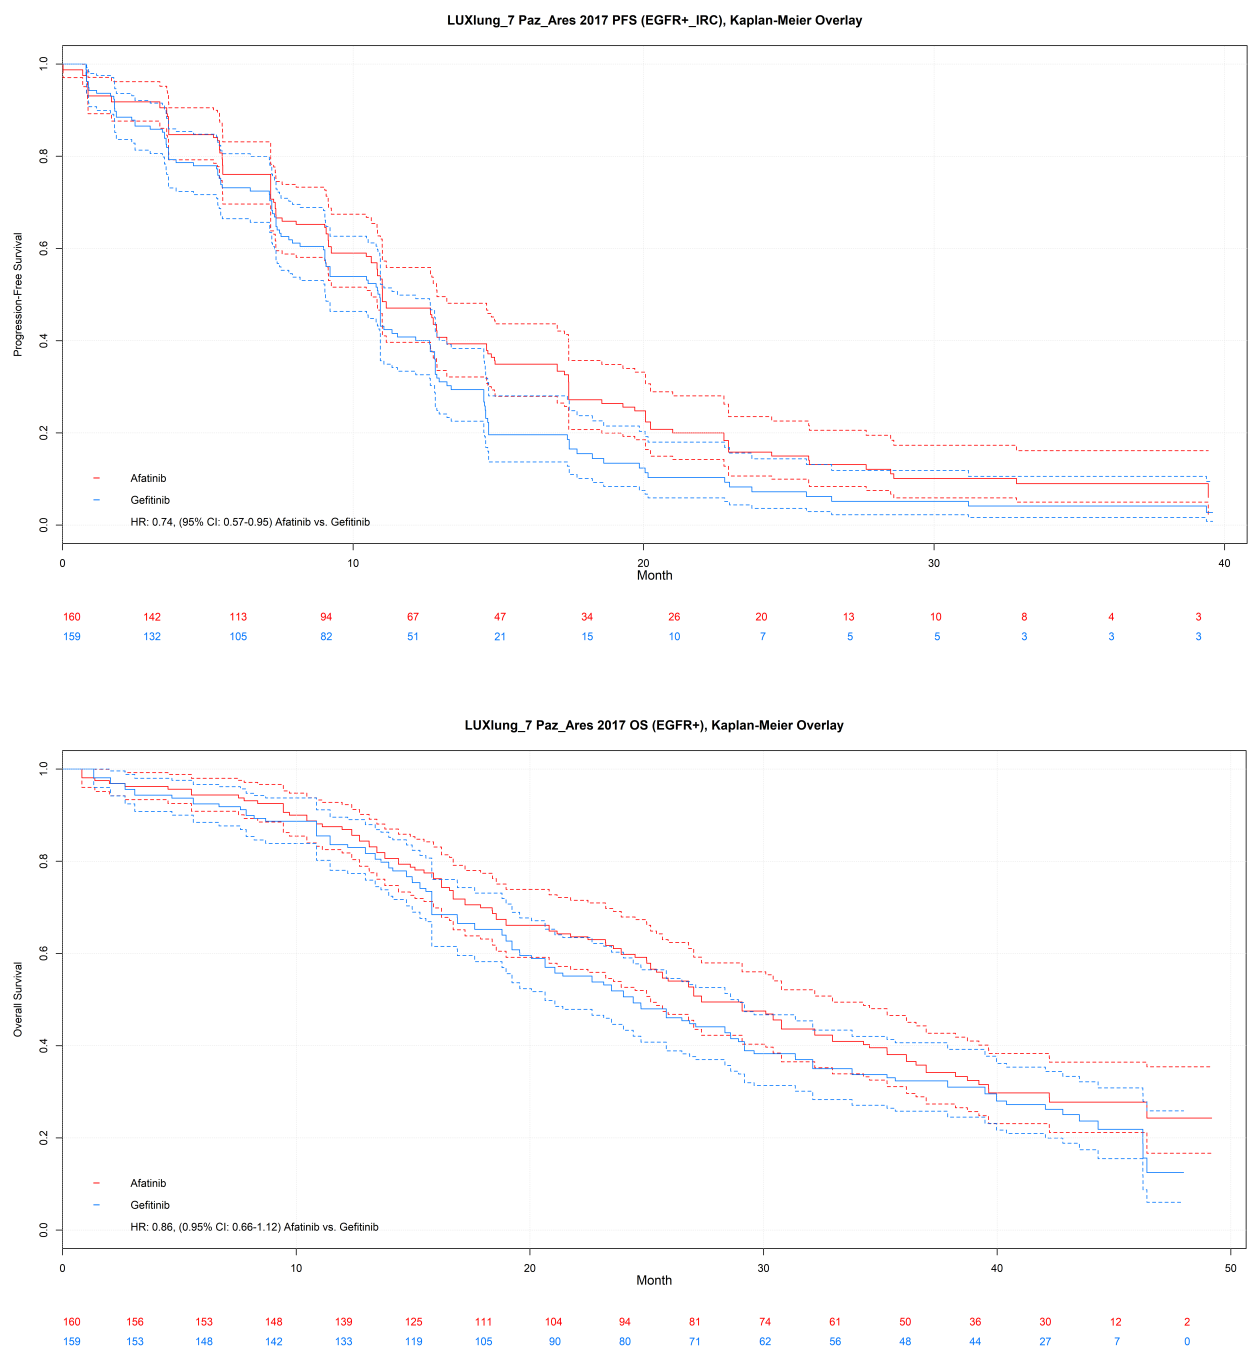 LUXlung_7 Paz_Ares 2017 PFS (EGFR+_IRC), Kaplan-Meier Overlay
1.0
0.8
0.6
0.4
0.2
0.0
Progression-Free Survival
Afatinib
Gefitinib
HR: 0.74, (95% CI: 0.57-0.95) Afatinib vs. Gefitinib
0 10 20 30 40
Month
160 142 113 94 67 47 34 26 20 13 10 8 4 3
159 132 105 82 51 21 15 10 7 5 5 3 3 3
LUXlung_7 Paz_Ares 2017 OS (EGFR+), Kaplan-Meier Overlay
1.0
0.8
0.6
0.4
0.2
0.0
Overall Survival
Afatinib
Gefitinib
HR: 0.86, (0.95% CI: 0.66-1.12) Afatinib vs. Gefitinib
0 10 20 30 40 50
Month
160 156 153 148 139 125 111 104 94 81 74 61 50 36 30 12 2
159 153 148 142 133 119 105 90 80 71 62 56 48 44 27 7 0